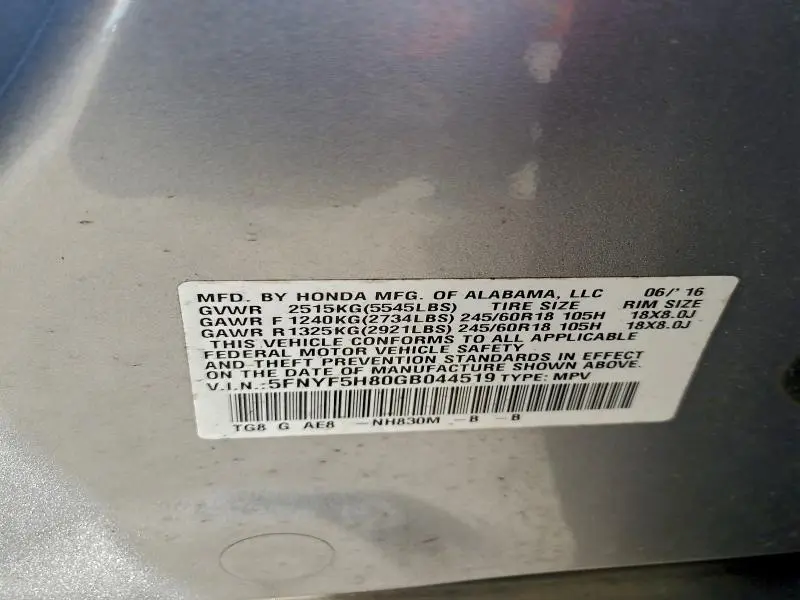 MFD. BY HONDA MFG. OF ALABAMA, LLC 06/'16
GVWR 2515KG(5545LBS) TIRE SIZE RIM SIZE
GAWR F 1240KG(2734LBS) 245/60R18 105H 18X8.0J
GAWR R 1325KG(2921LBS) 245/60R18 105H 18X8.0J
THIS VEHICLE CONFORMS TO ALL APPLICABLE
FEDERAL MOTOR VEHICLE SAFETY
AND THEFT PREVENTION STANDARDS IN EFFECT
ON THE DATE OF MANUFACTURE SHOWN ABOVE.
V.I.N.:5FNYF5H80GB044519 TYPE: MPV
TG8 G AE8 -NH830M -B -B